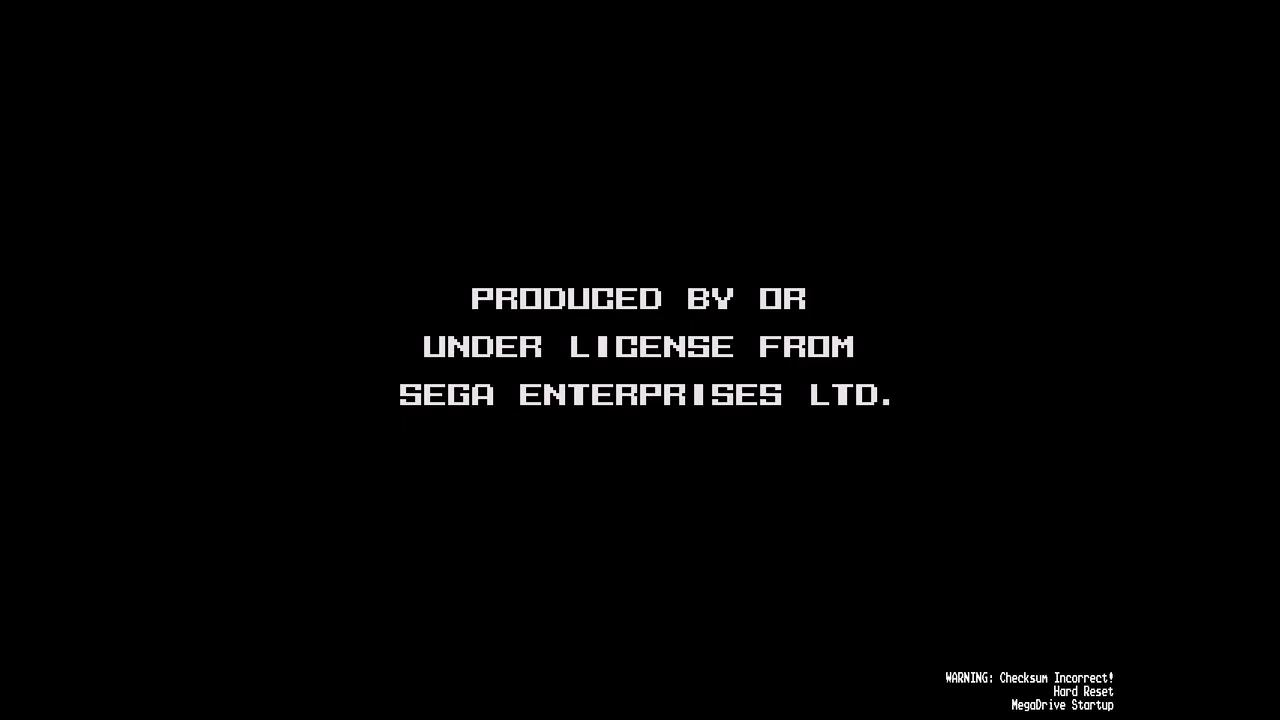 PRODUCED BY OR
UNDER LICENSE FROM
SEGA ENTERPRISES LTD.
WARNING: Checksum Incorrect!
Hard Reset
MegaDrive Startup